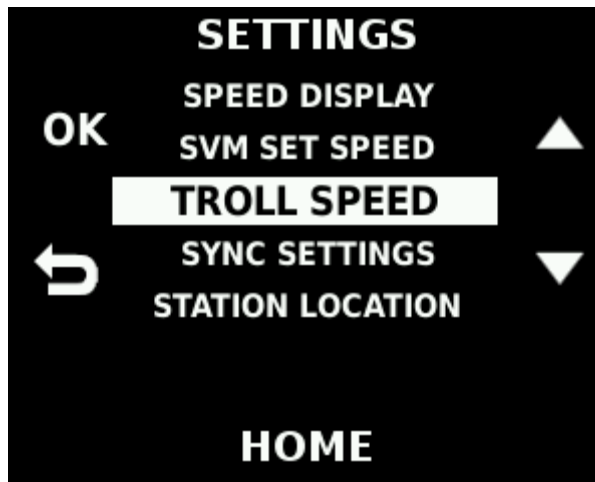 SETTINGS
SPEED DISPLAY
OK
SVM SET SPEED
TROLL SPEED
SYNC SETTINGS
STATION LOCATION
HOME